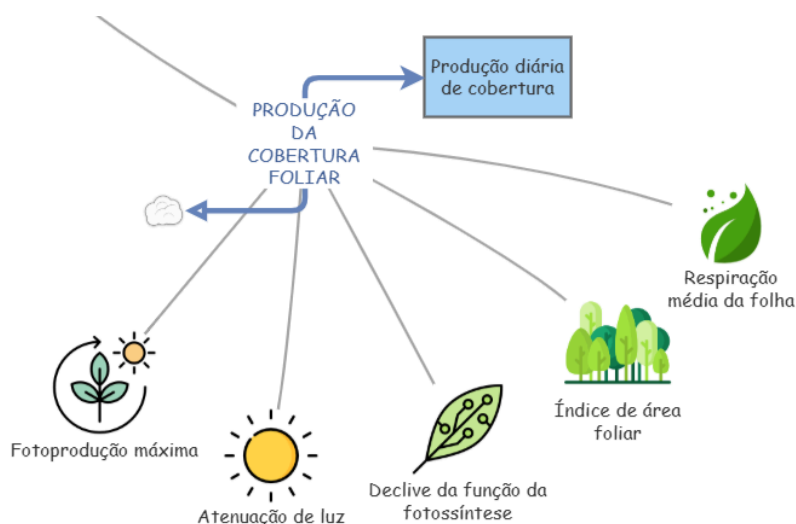 Produção diária
de cobertura
PRODUÇÃO
DA
COBERTURA
FOLIAR
Respiração
média da folha
Índice de área
foliar
Fotoprodução máxima
Declive da função da
fotossíntese
Atenuação de luz